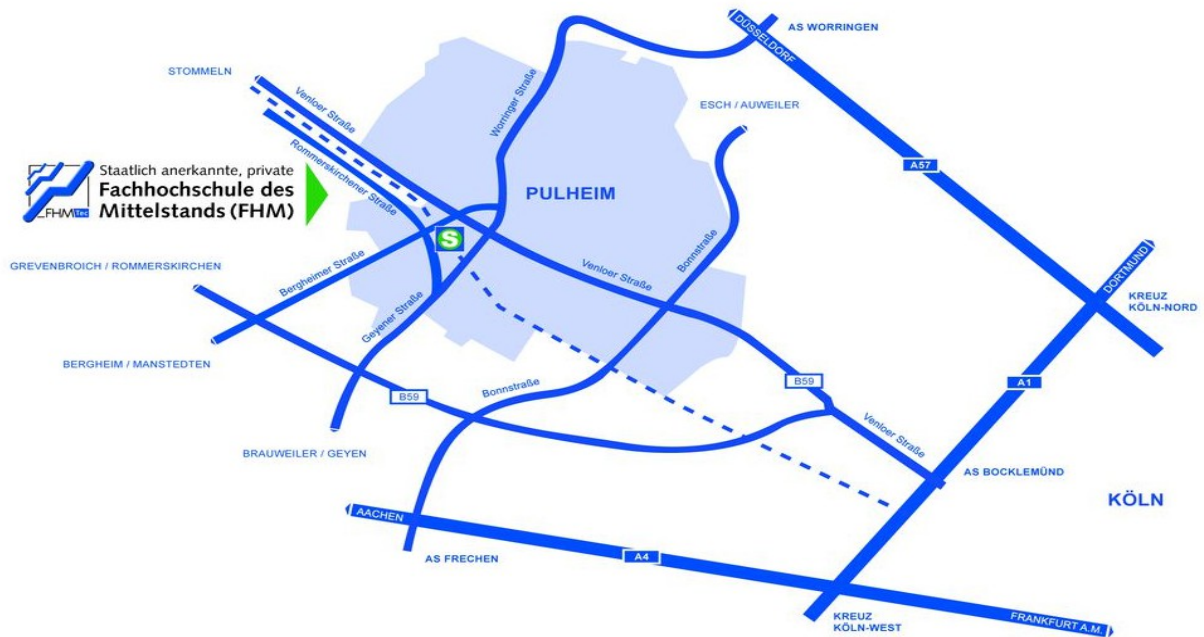 AS WORRINGEN
DÜSSELDORF
STOMMELN
Venloer Straße
Worringer Straße
ESCH / AUWEILER
Rommerskirchener Straße
A57
Staatlich anerkannte, private
Fachhochschule des
Mittelstands (FHM)
FHM Tec
PULHEIM
S
Bonnstraße
DORTMUND
GREVENBROICH / ROMMERSKIRCHEN
Bergheimer Straße
Venloer Straße
KREUZ
KÖLN-NORD
Geyener Straße
BERGHEIM / MANSTEDTEN
B59
A1
Bonnstraße
B59
Venloer Straße
BRAUWEILER / GEYEN
AS BOCKLEMÜND
KÖLN
AACHEN
AS FRECHEN
A4
KREUZ
KÖLN-WEST
FRANKFURT A.M.